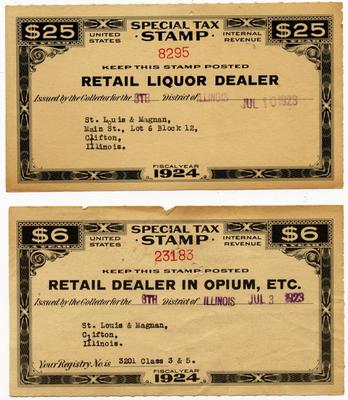 $25 SPECIAL TAX $25
A YEAR UNITED STATES STAMP INTERNAL REVENUE A YEAR
8295
KEEP THIS STAMP POSTED
RETAIL LIQUOR DEALER
Issued by the Collector for the 8TH District of ILLINOIS JUL 10 1923
St. Louis & Magnan,
Main St., Lot 6 Block 12,
Clifton,
Illinois.
FISCAL YEAR
1924
$6 SPECIAL TAX $6
A YEAR UNITED STATES STAMP INTERNAL REVENUE A YEAR
23183
KEEP THIS STAMP POSTED
RETAIL DEALER IN OPIUM, ETC.
Issued by the Collector for the 8TH District of ILLINOIS JUL 3 1923
St. Louis & Magnan,
Clifton,
Illinois.
Your Registry No. is 3201 Class 3 & 5.
FISCAL YEAR
1924